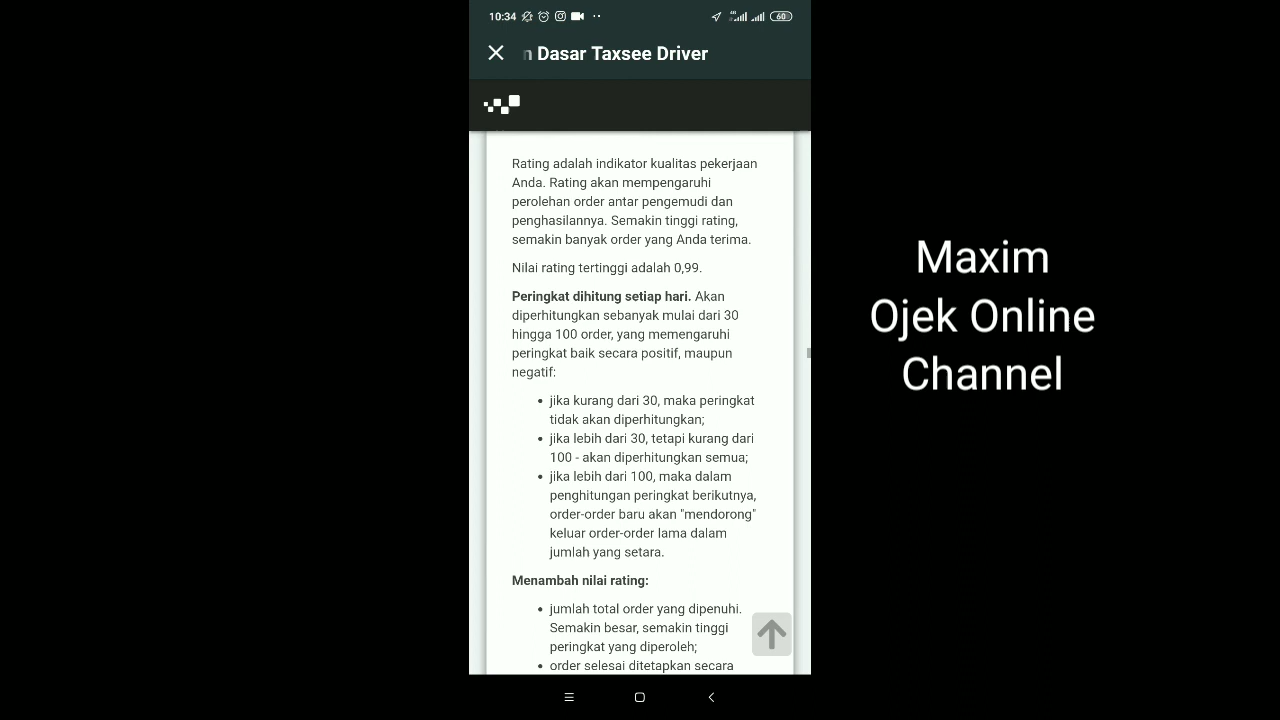 10:34
60
n Dasar Taxsee Driver
Rating adalah indikator kualitas pekerjaan
Anda. Rating akan mempengaruhi
perolehan order antar pengemudi dan
penghasilannya. Semakin tinggi rating,
semakin banyak order yang Anda terima.
Nilai rating tertinggi adalah 0,99.
Peringkat dihitung setiap hari. Akan
diperhitungkan sebanyak mulai dari 30
hingga 100 order, yang memengaruhi
peringkat baik secara positif, maupun
negatif:
• jika kurang dari 30, maka peringkat
tidak akan diperhitungkan;
• jika lebih dari 30, tetapi kurang dari
100 - akan diperhitungkan semua;
• jika lebih dari 100, maka dalam
penghitungan peringkat berikutnya,
order-order baru akan "mendorong"
keluar order-order lama dalam
jumlah yang setara.
Menambah nilai rating:
• jumlah total order yang dipenuhi.
Semakin besar, semakin tinggi
peringkat yang diperoleh;
• order selesai ditetapkan secara
Maxim
Ojek Online
Channel